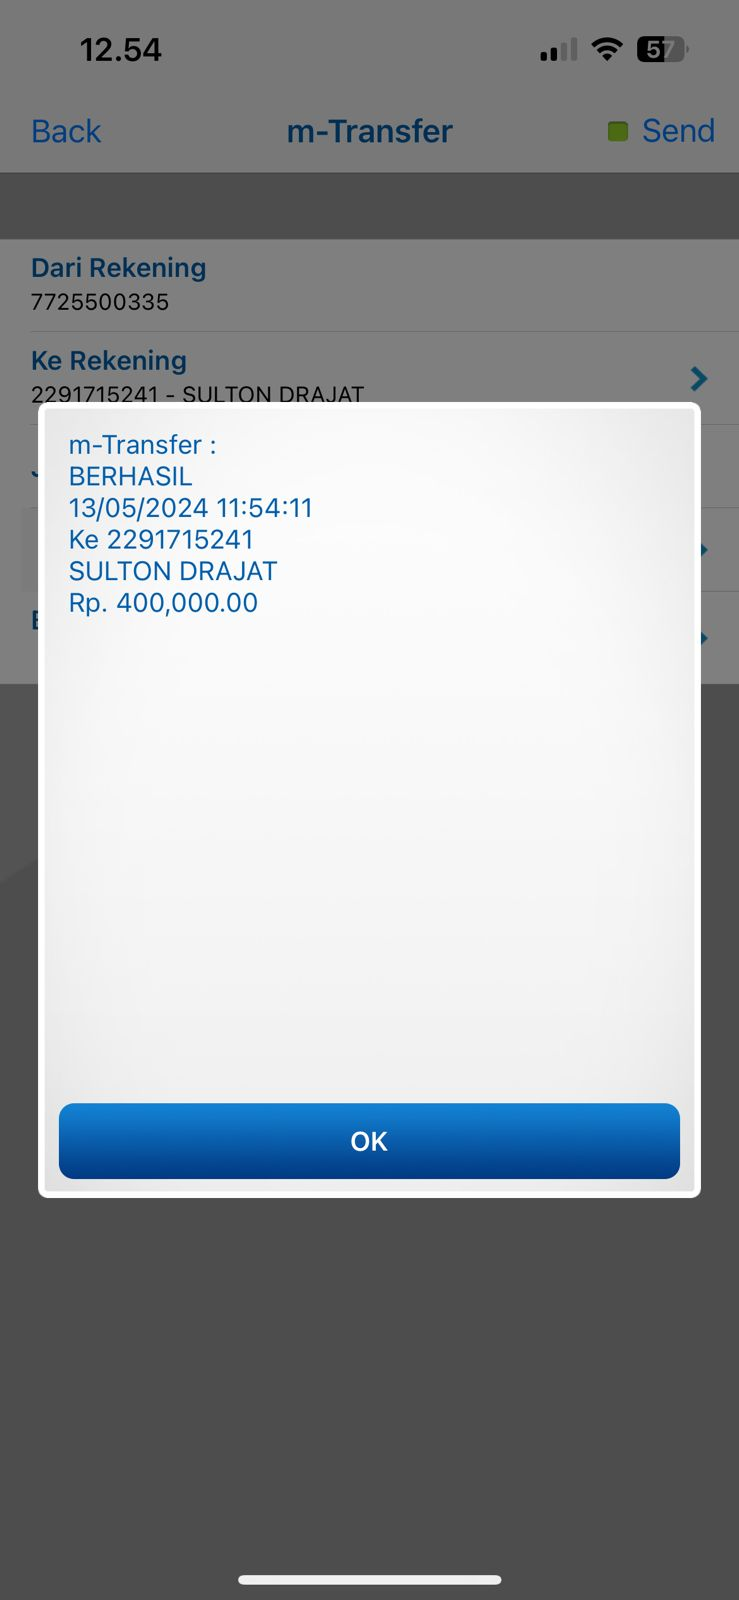 12.54
57
Back
m-Transfer
Send
Dari Rekening
7725500335
Ke Rekening
2291715241 - SULTON DRAJAT
m-Transfer :
BERHASIL
13/05/2024 11:54:11
Ke 2291715241
SULTON DRAJAT
Rp. 400,000.00
OK